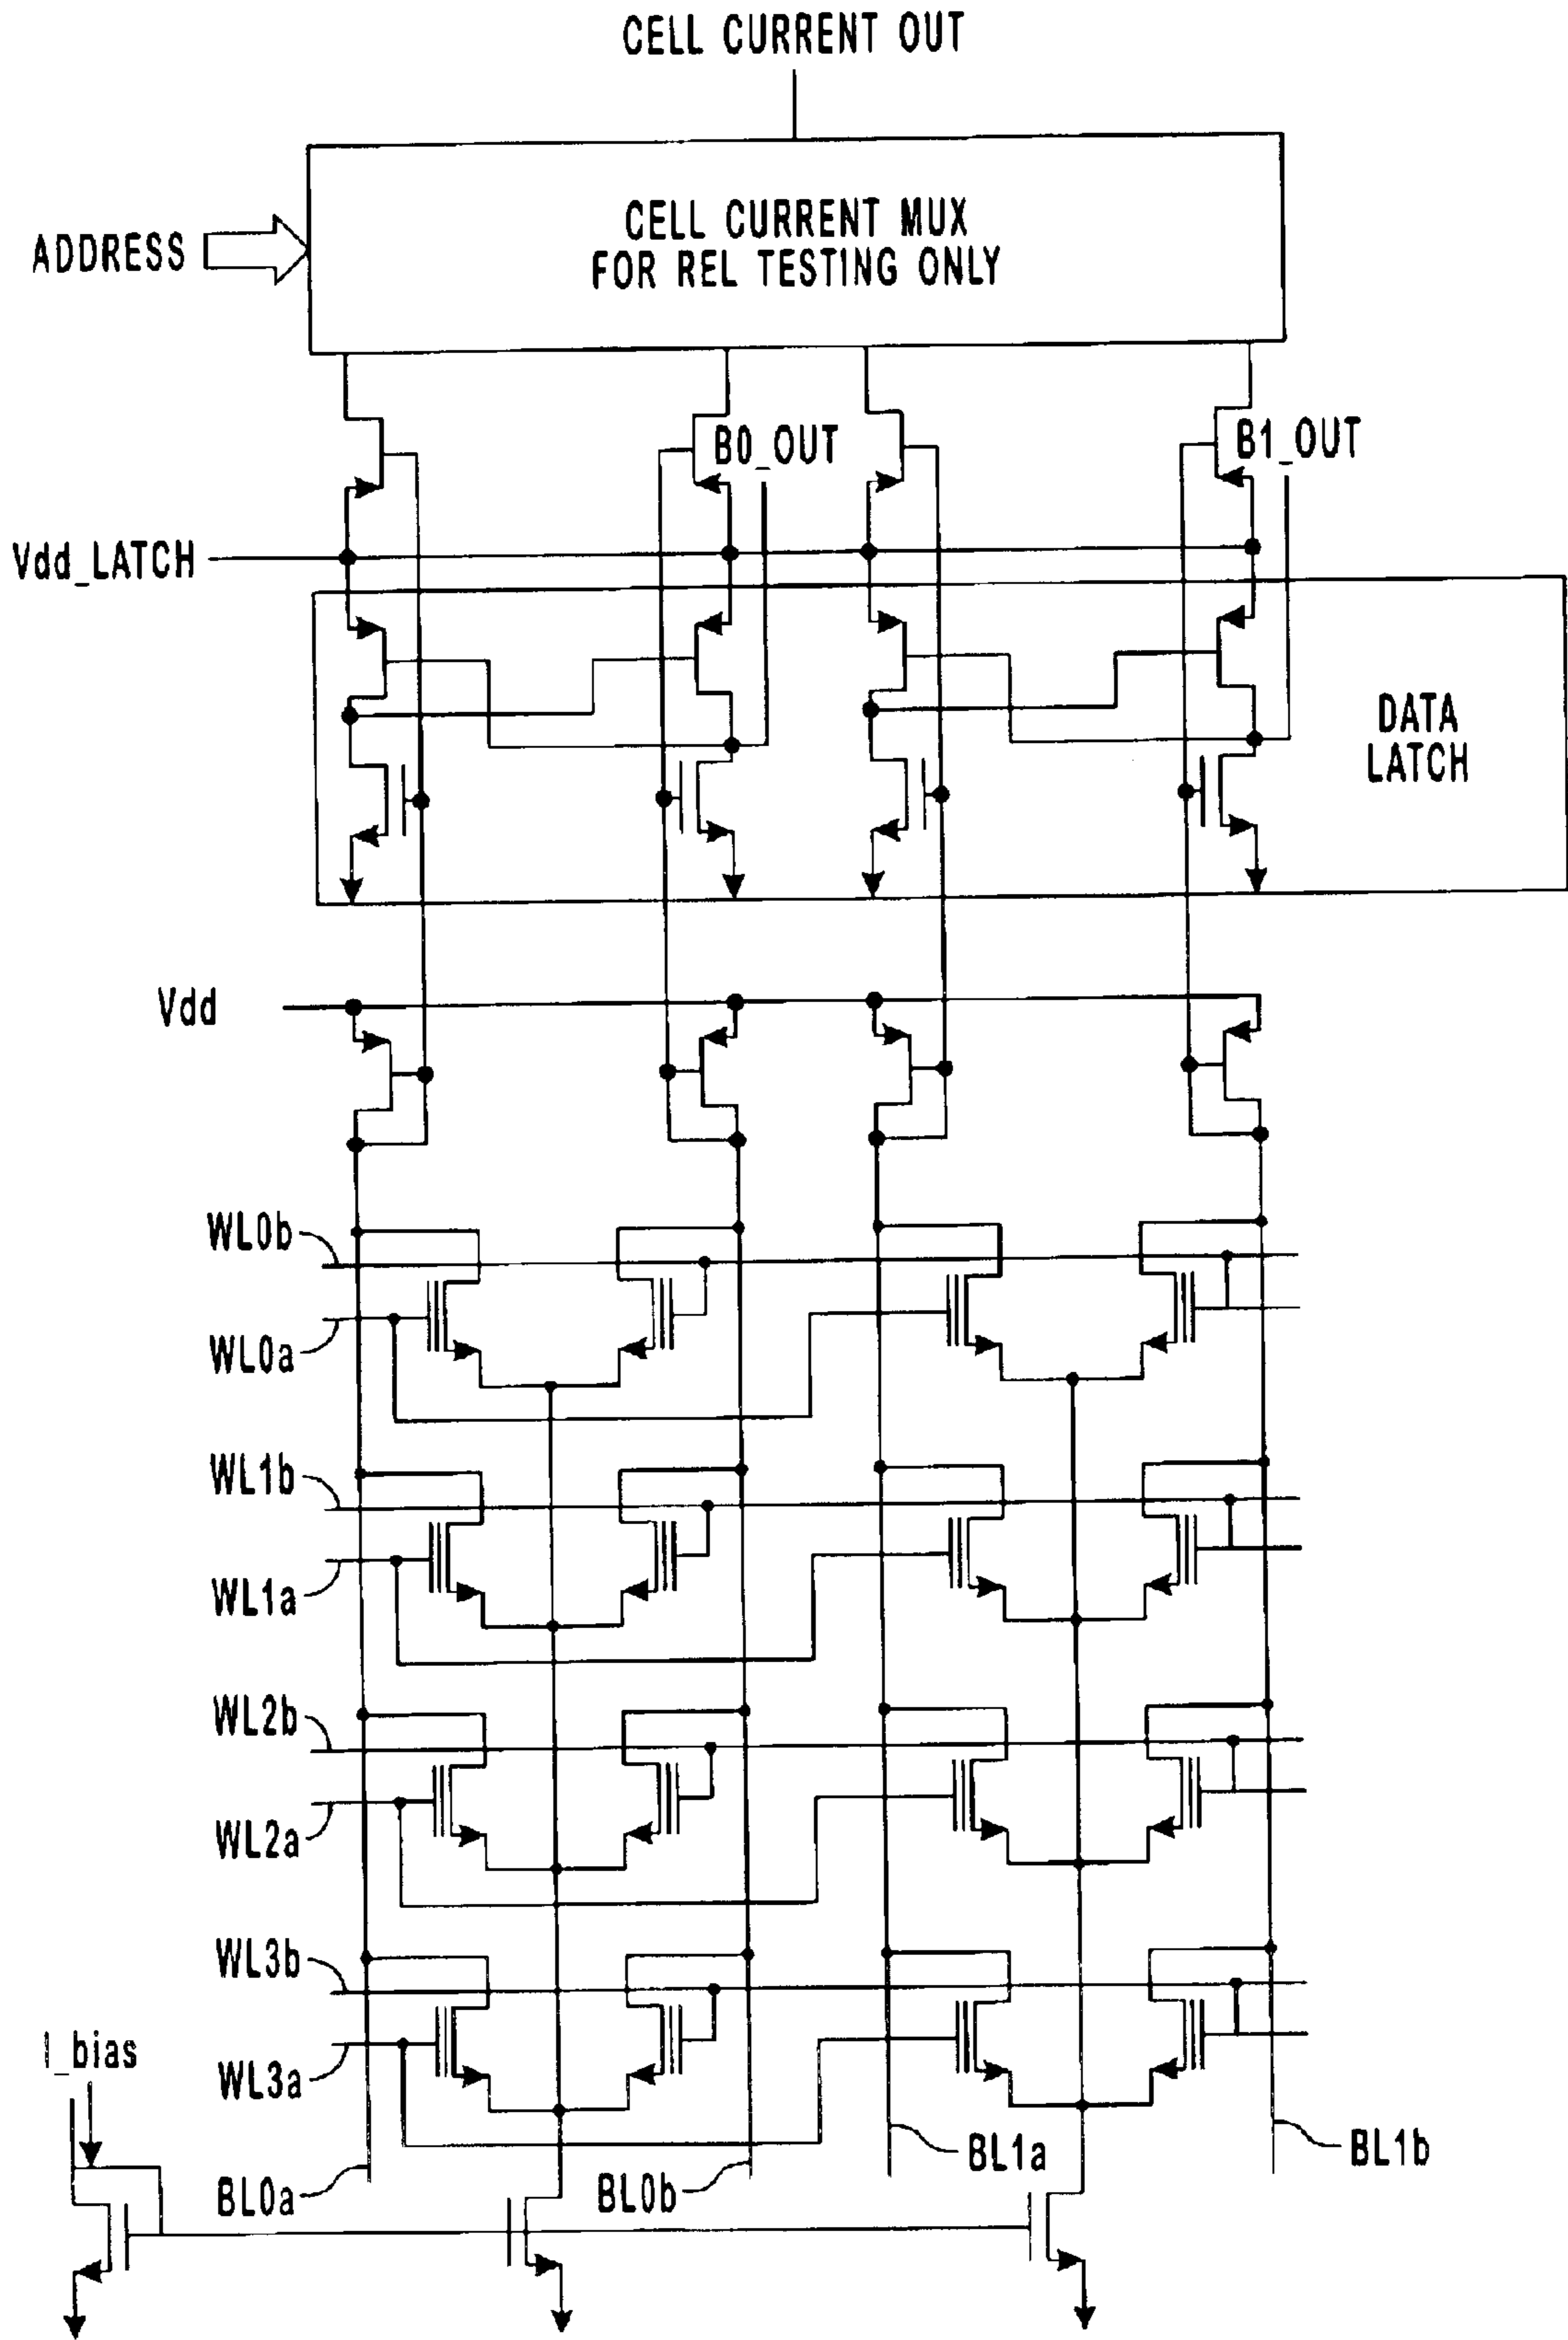 CELL CURRENT OUT
CELL CURRENT MUX
FOR REL TESTING ONLY
ADDRESS
B0_OUT
B1_OUT
Vdd_LATCH
DATA
LATCH
Vdd
WL0b
WL0a
WL1b
WL1a
WL2b
WL2a
WL3b
I_bias
WL3a
BL0a
BL0b
BL1a
BL1b